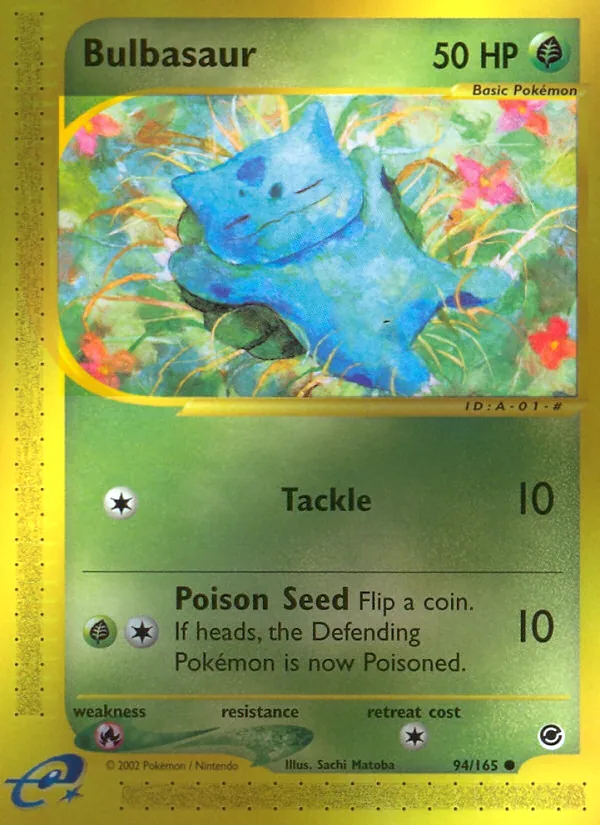 Bulbasaur 50 HP
Basic Pokémon
ID:A-01-#
Tackle 10
Poison Seed Flip a coin. 
If heads, the Defending 10
Pokémon is now Poisoned.
weakness resistance retreat cost
© 2002 Pokémon / Nintendo Illus. Sachi Matoba 94/165
e